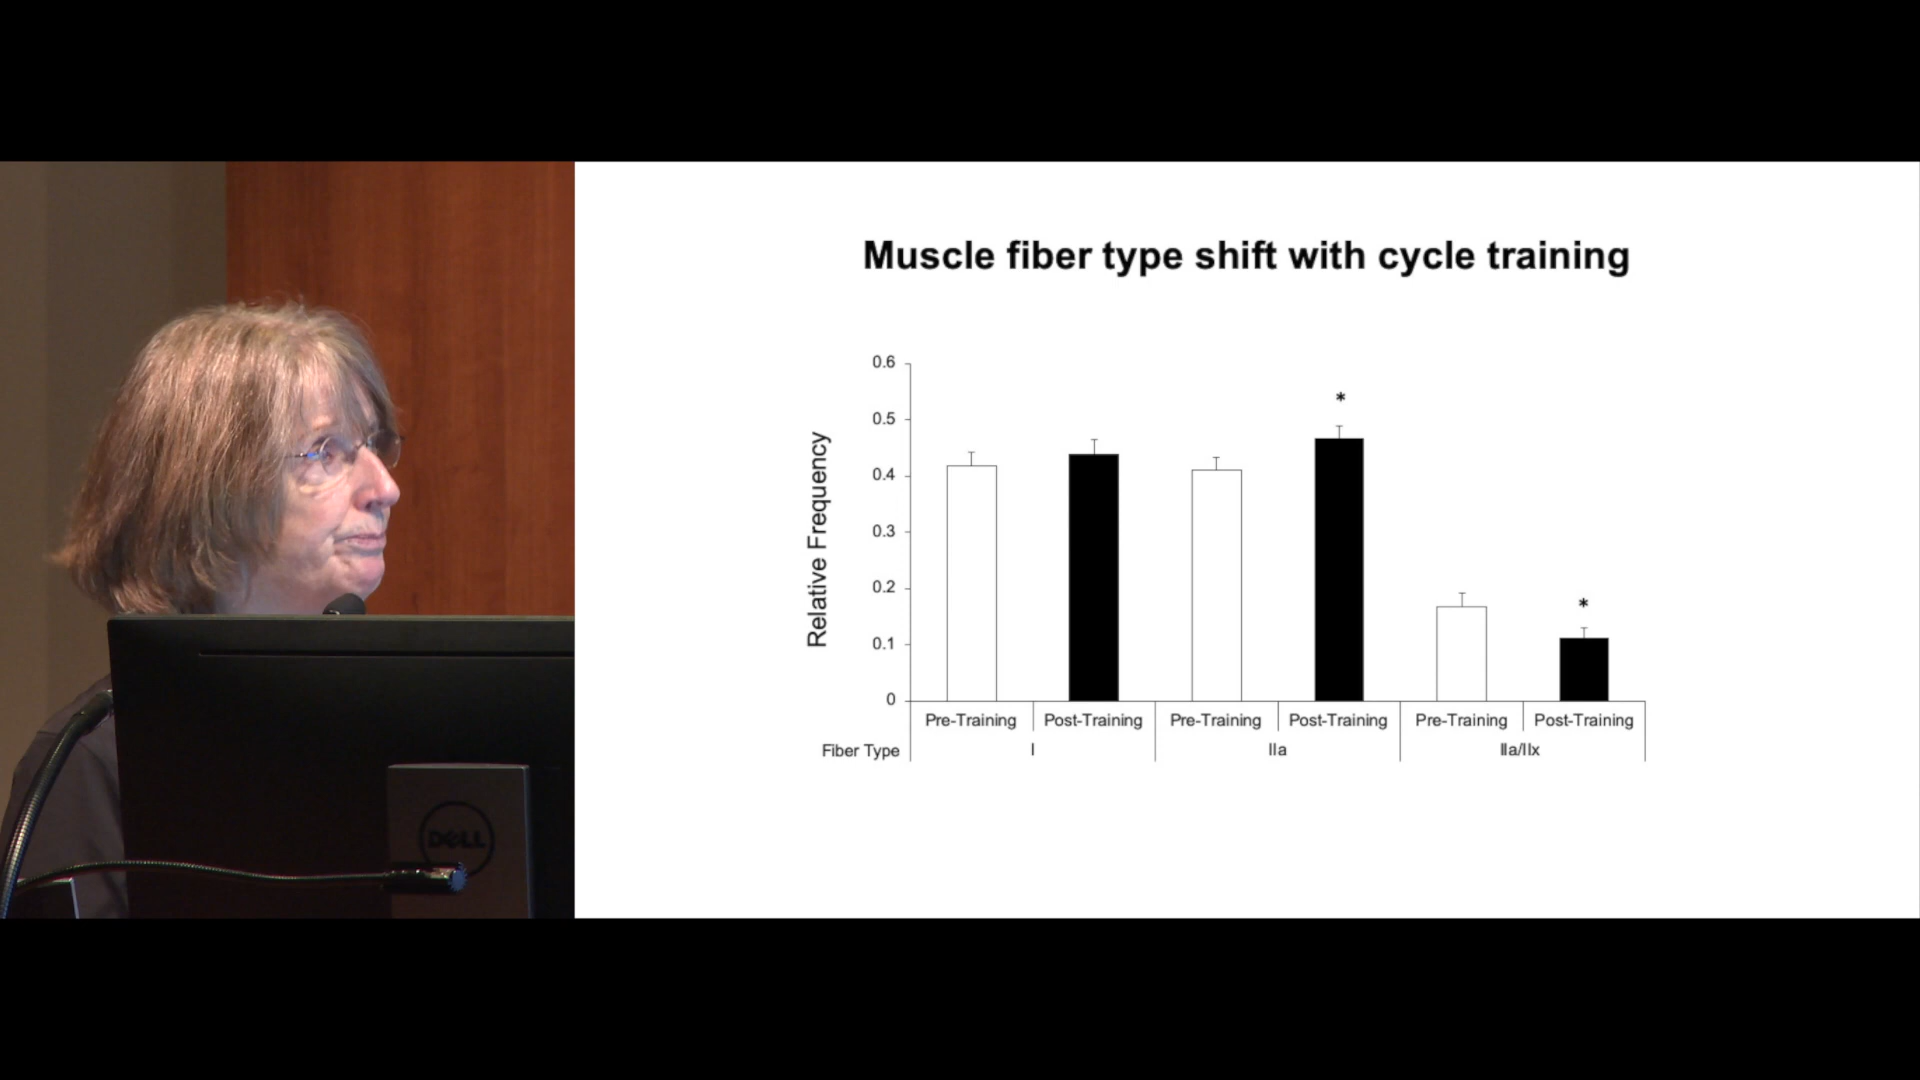 Muscle fiber type shift with cycle training
*
*
Relative Frequency
0.6
0.5
0.4
0.3
0.2
0.1
0
Pre-Training Post-Training Pre-Training Post-Training Pre-Training Post-Training
Fiber Type I IIa IIa/IIx
DELL